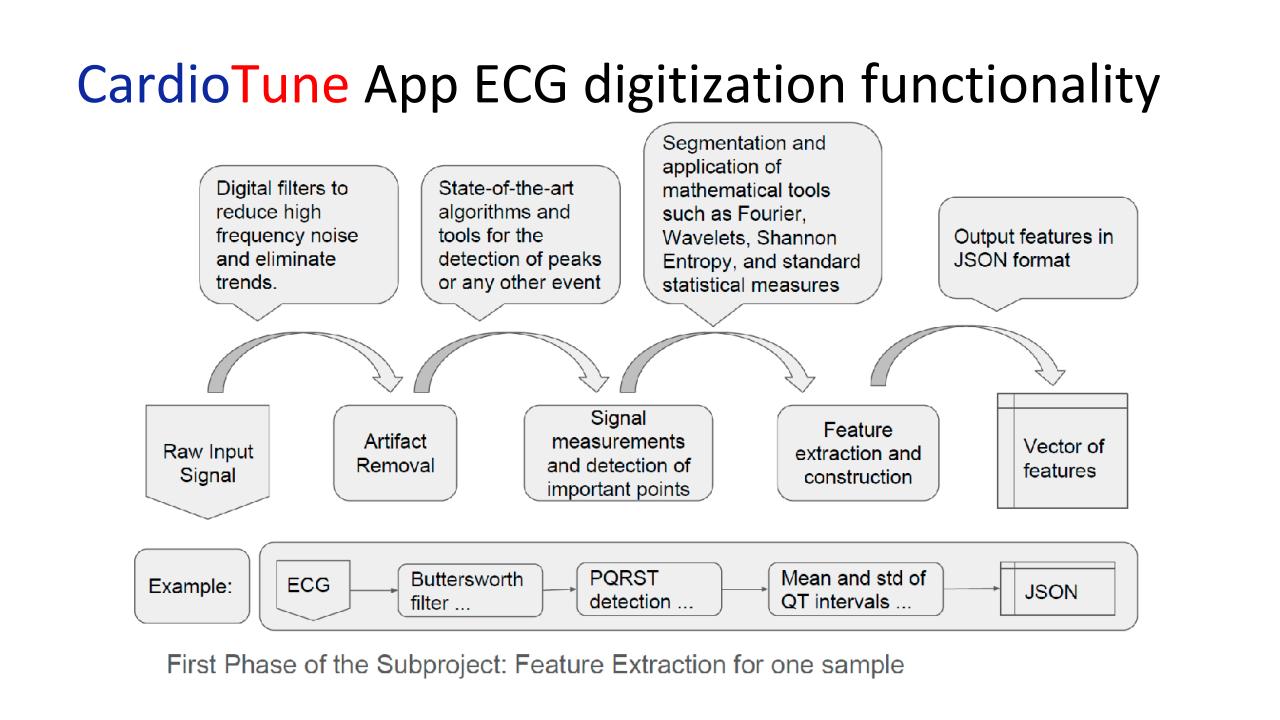 CardioTune App ECG digitization functionality
Digital filters to
reduce high
frequency noise
and eliminate
trends.
State-of-the-art
algorithms and
tools for the
detection of peaks
or any other event
Segmentation and
application of
mathematical tools
such as Fourier,
Wavelets, Shannon
Entropy, and standard
statistical measures
Output features in
JSON format
Raw Input
Signal
Artifact
Removal
Signal
measurements
and detection of
important points
Feature
extraction and
construction
Vector of
features
Example:
ECG
Buttersworth
filter ...
PQRST
detection ...
Mean and std of
QT intervals ...
JSON
First Phase of the Subproject: Feature Extraction for one sample